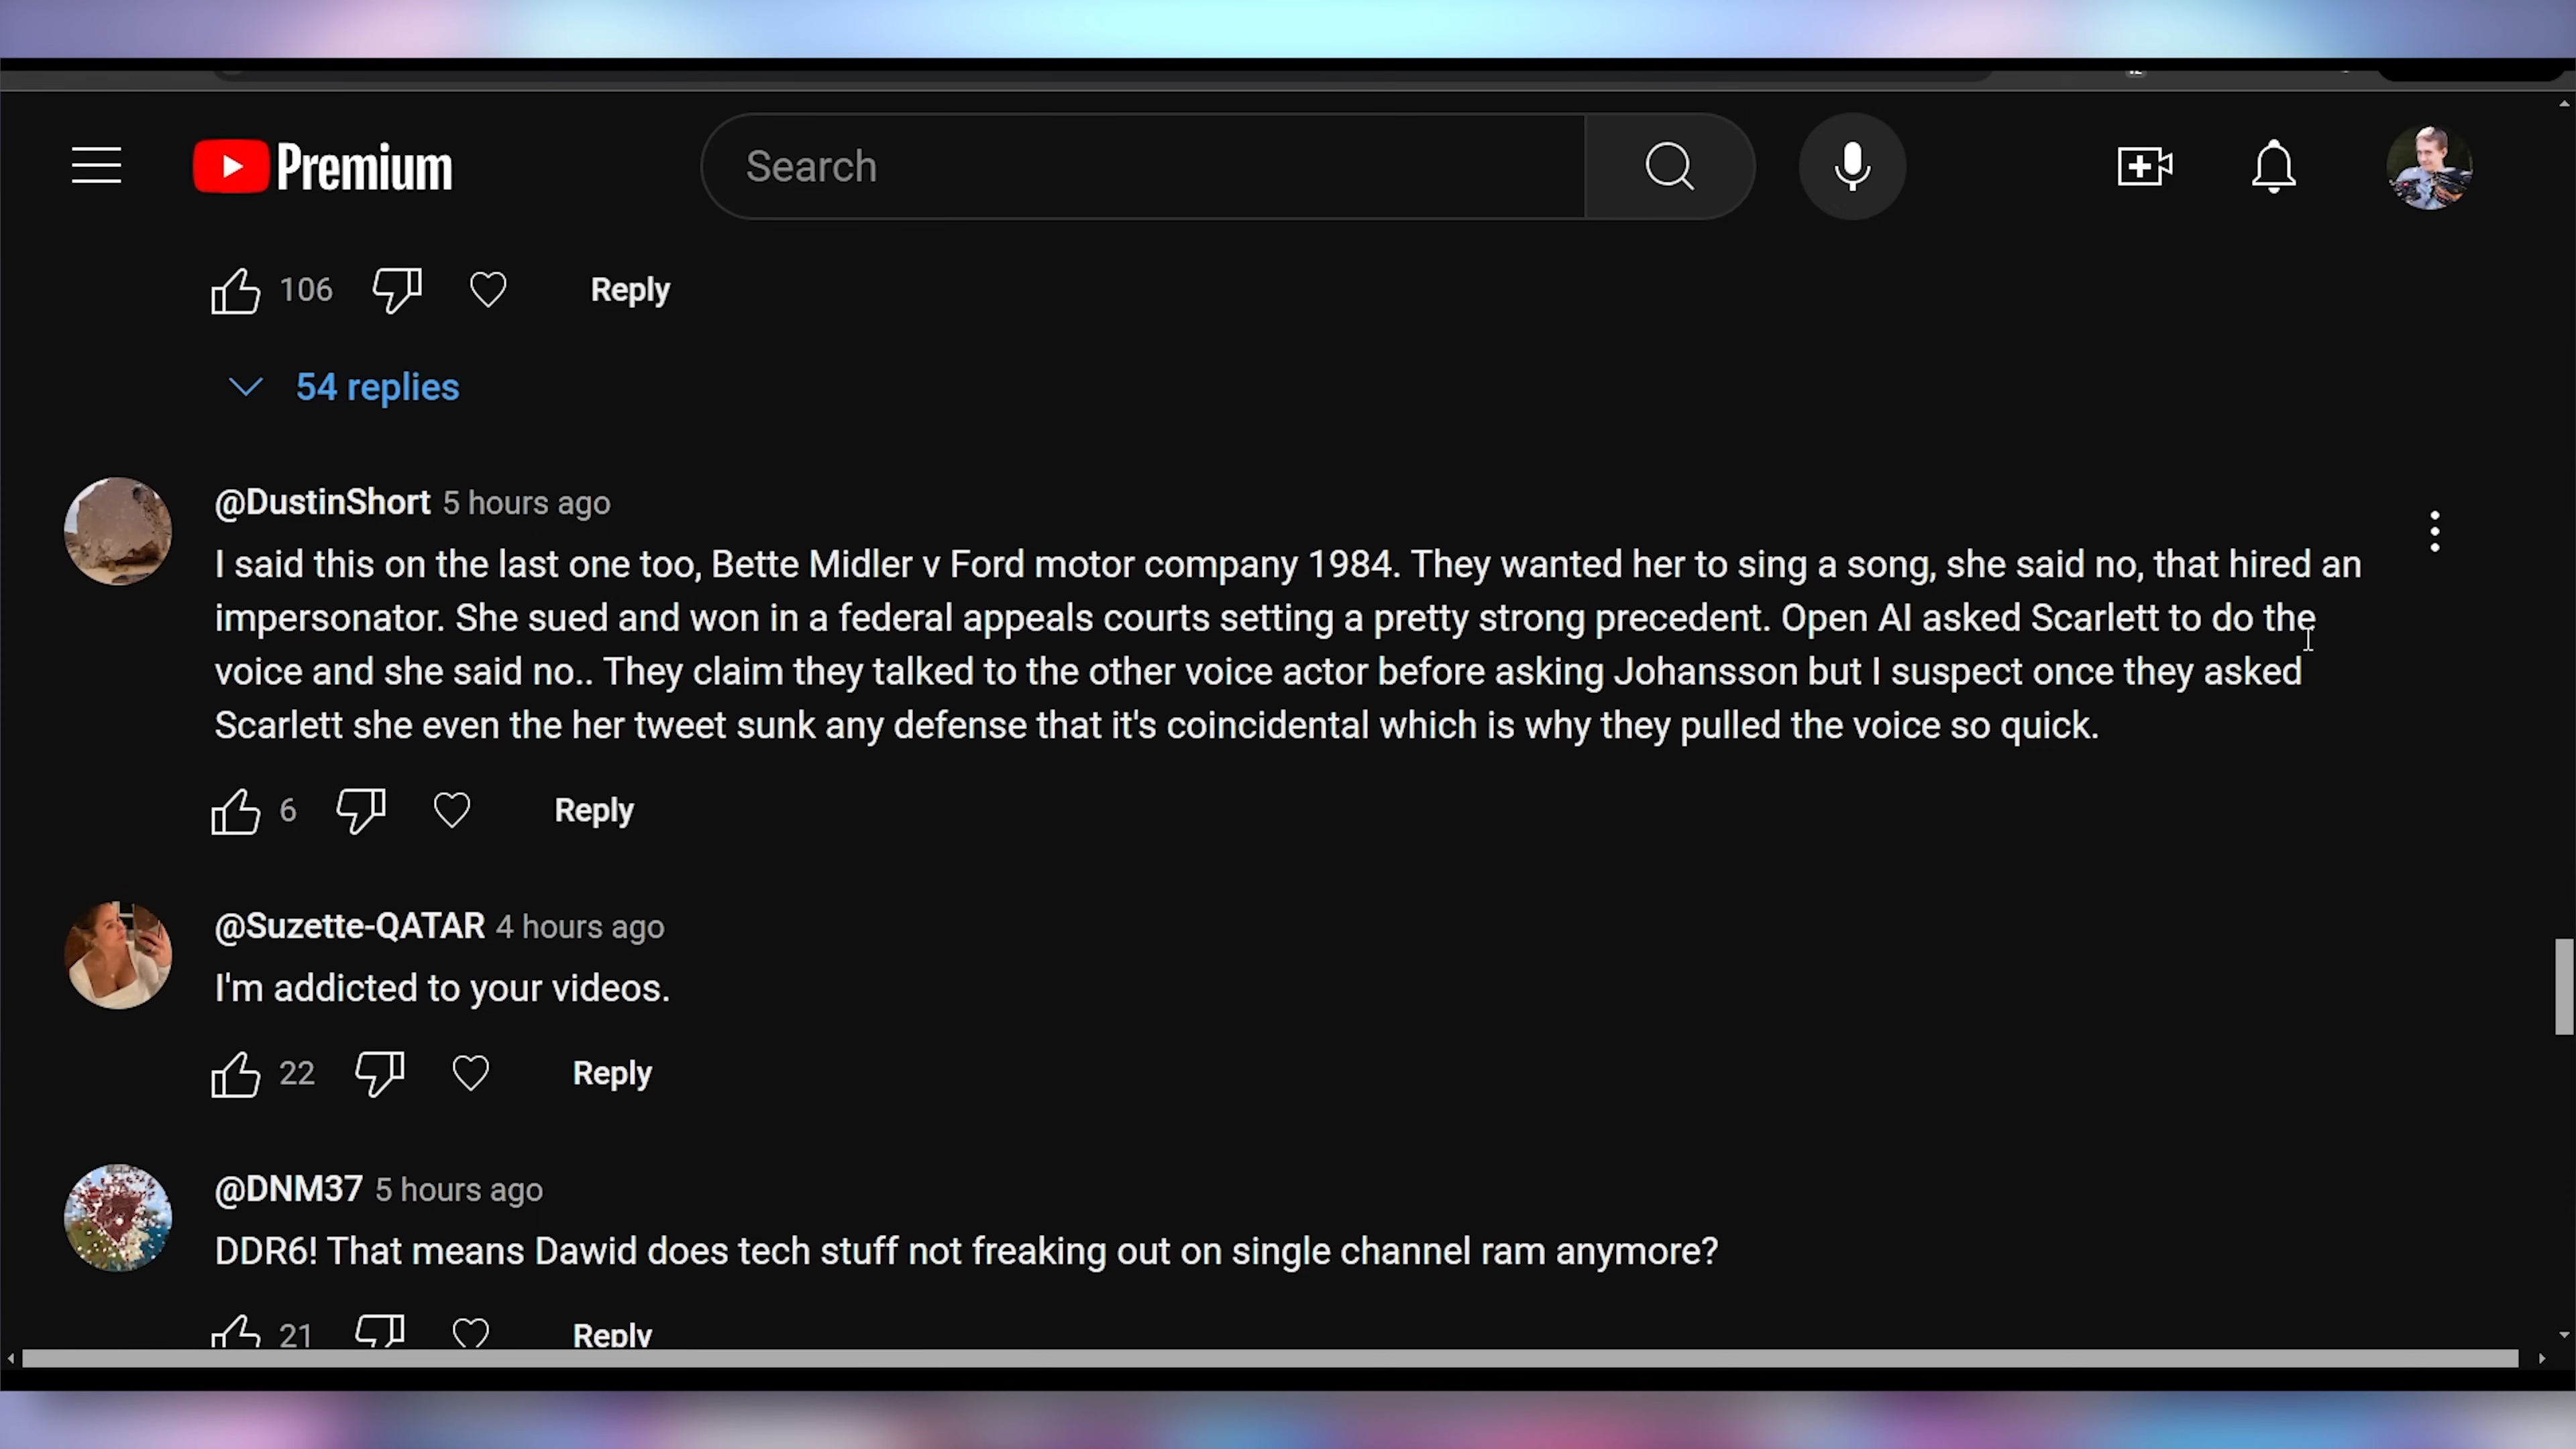 Premium
Search
106
Reply
54 replies
@DustinShort 5 hours ago
I said this on the last one too, Bette Midler v Ford motor company 1984. They wanted her to sing a song, she said no, that hired an
impersonator. She sued and won in a federal appeals courts setting a pretty strong precedent. Open AI asked Scarlett to do the
voice and she said no.. They claim they talked to the other voice actor before asking Johansson but I suspect once they asked
Scarlett she even the her tweet sunk any defense that it's coincidental which is why they pulled the voice so quick.
6
Reply
@Suzette-QATAR 4 hours ago
I'm addicted to your videos.
22
Reply
@DNM37 5 hours ago
DDR6! That means Dawid does tech stuff not freaking out on single channel ram anymore?
21
Reply